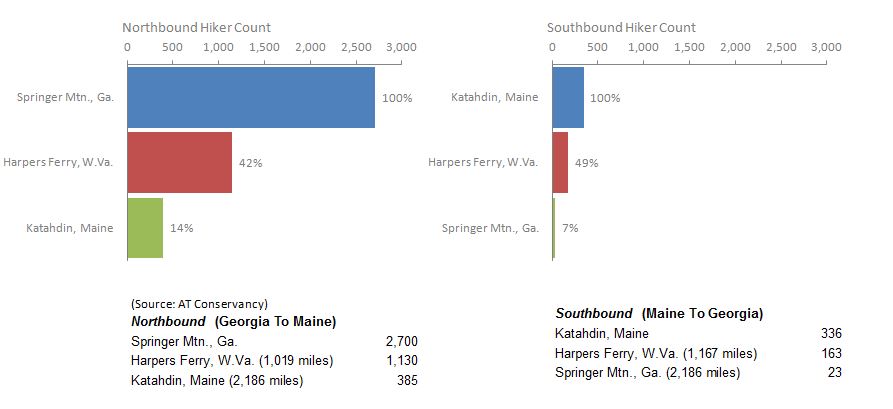 Northbound Hiker Count
0 500 1,000 1,500 2,000 2,500 3,000
Springer Mtn., Ga. 100%
Harpers Ferry, W.Va. 42%
Katahdin, Maine 14%
Southbound Hiker Count
0 500 1,000 1,500 2,000 2,500 3,000
Katahdin, Maine 100%
Harpers Ferry, W.Va. 49%
Springer Mtn., Ga. 7%
(Source: AT Conservancy)
Northbound (Georgia To Maine)
Springer Mtn., Ga. 2,700
Harpers Ferry, W.Va. (1,019 miles) 1,130
Katahdin, Maine (2,186 miles) 385
Southbound (Maine To Georgia)
Katahdin, Maine 336
Harpers Ferry, W.Va. (1,167 miles) 163
Springer Mtn., Ga. (2,186 miles) 23